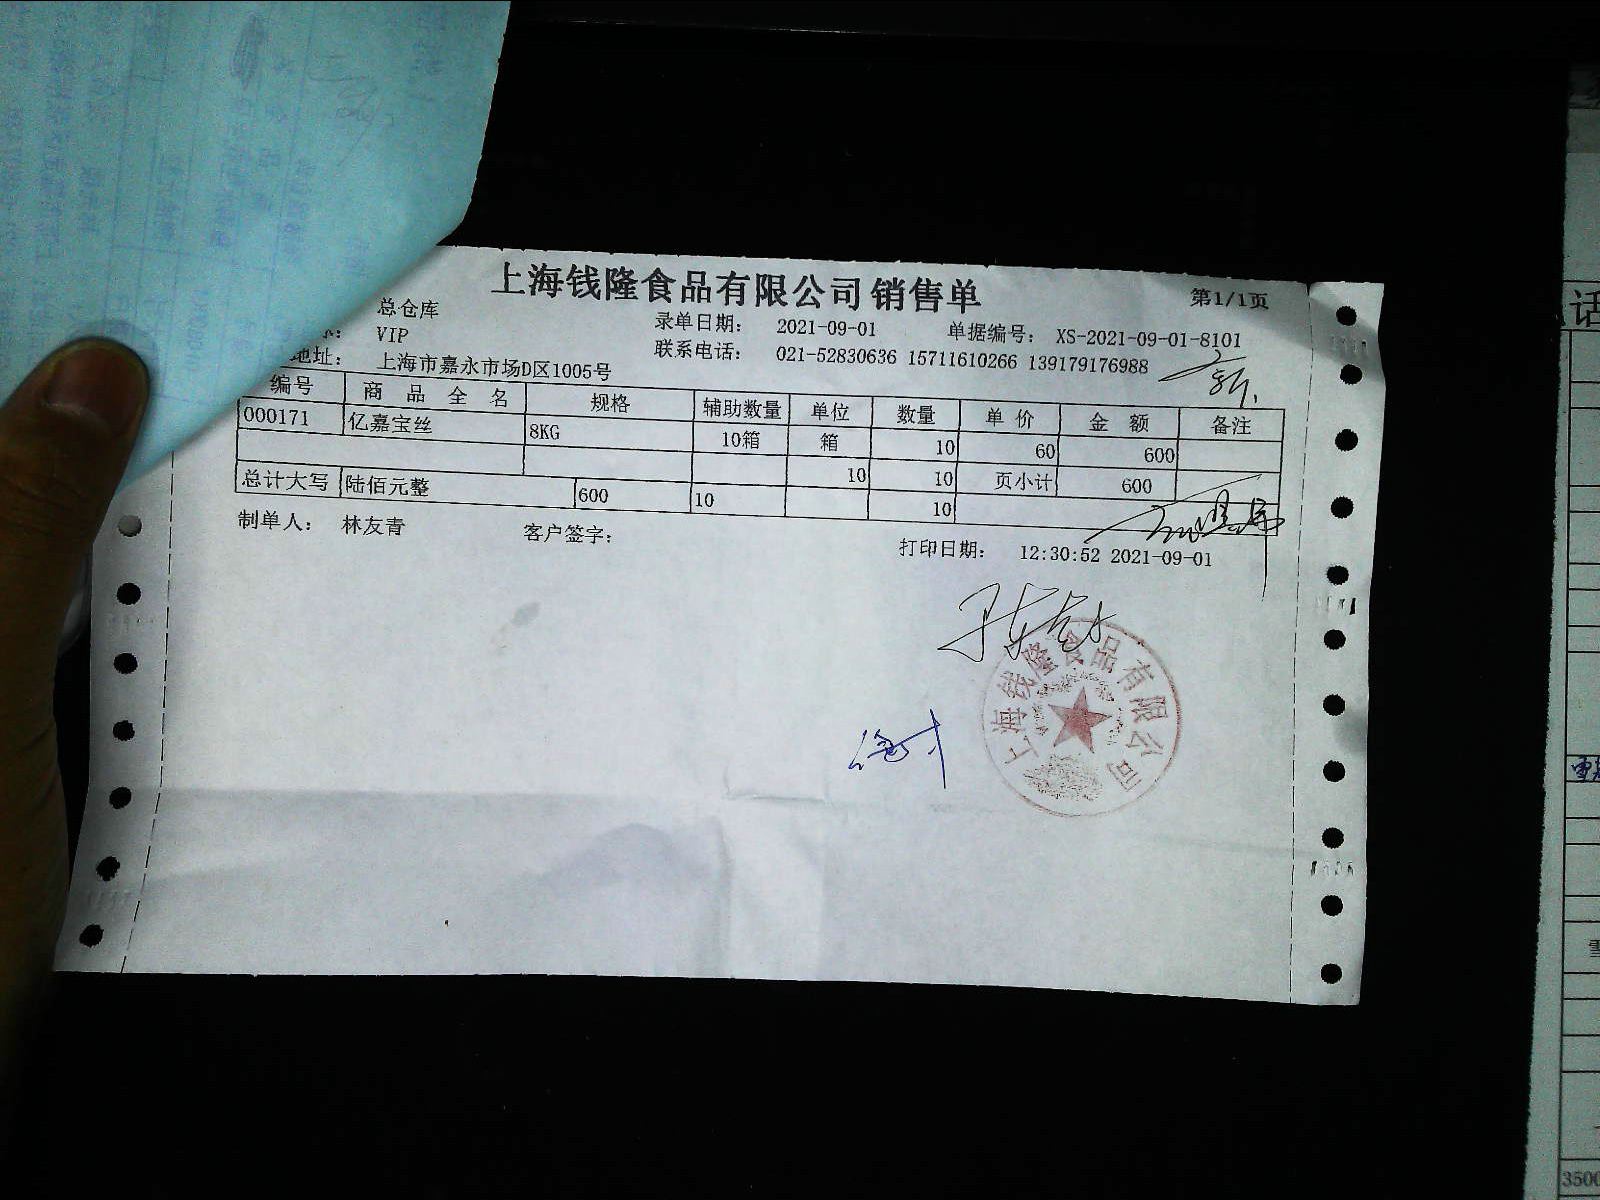 上海钱隆食品有限公司销售单
第1/1页
总仓库
录单日期： 2021-09-01 单据编号： XS-2021-09-01-8101
VIP
联系电话： 021-52830636 15711610266 139179176988
地址： 上海市嘉永市场D区1005号
编号 商品全名 规格 辅助数量 单位 数量 单价 金额 备注
000171 亿嘉宝丝 8KG 10箱 箱 10 60 600
10 10 页小计 600
总计大写 陆佰元整 600 10 10
制单人： 林友青 客户签字： 打印日期： 12:30:52 2021-09-01
上海钱隆食品有限公司
话
3500